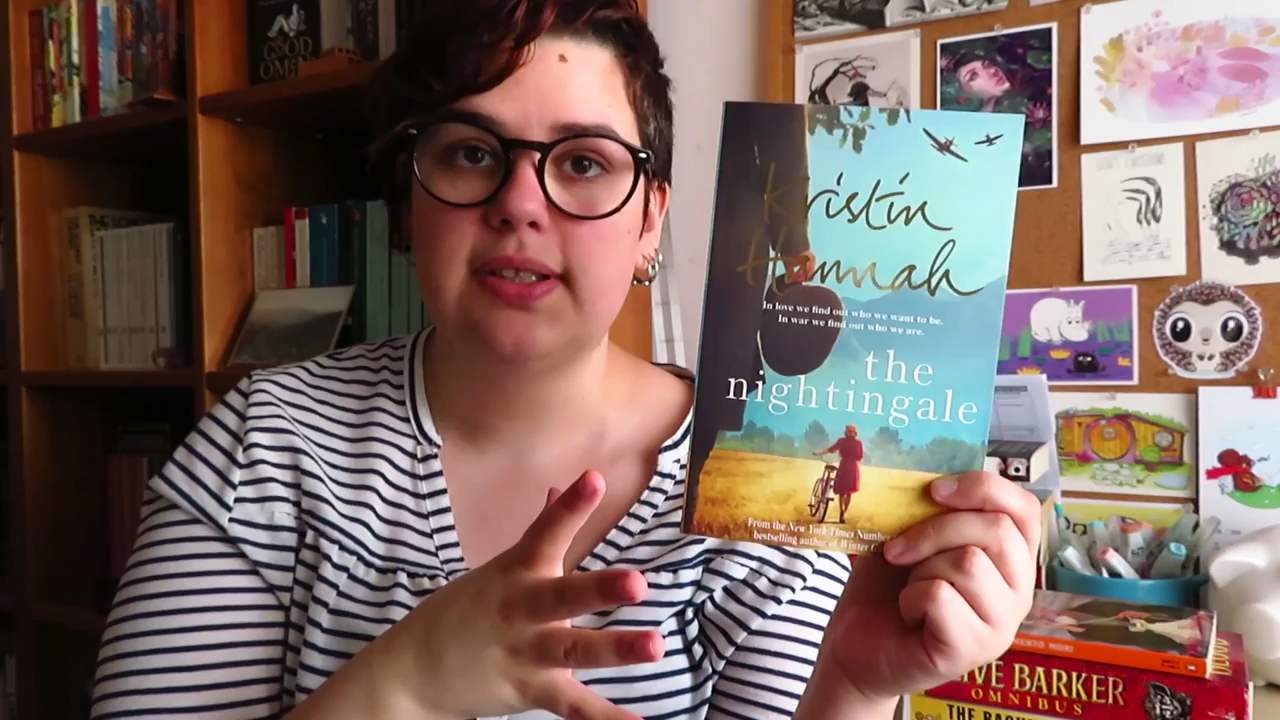 GOOD
OMENS
Kristin
Hannah
In love we find out who we want to be.
In war we find out who we are.
the
nightingale
From the New York Times Number
bestselling author of Winter
MENTO MORI
IVE BARKER
OMNIBUS
THE